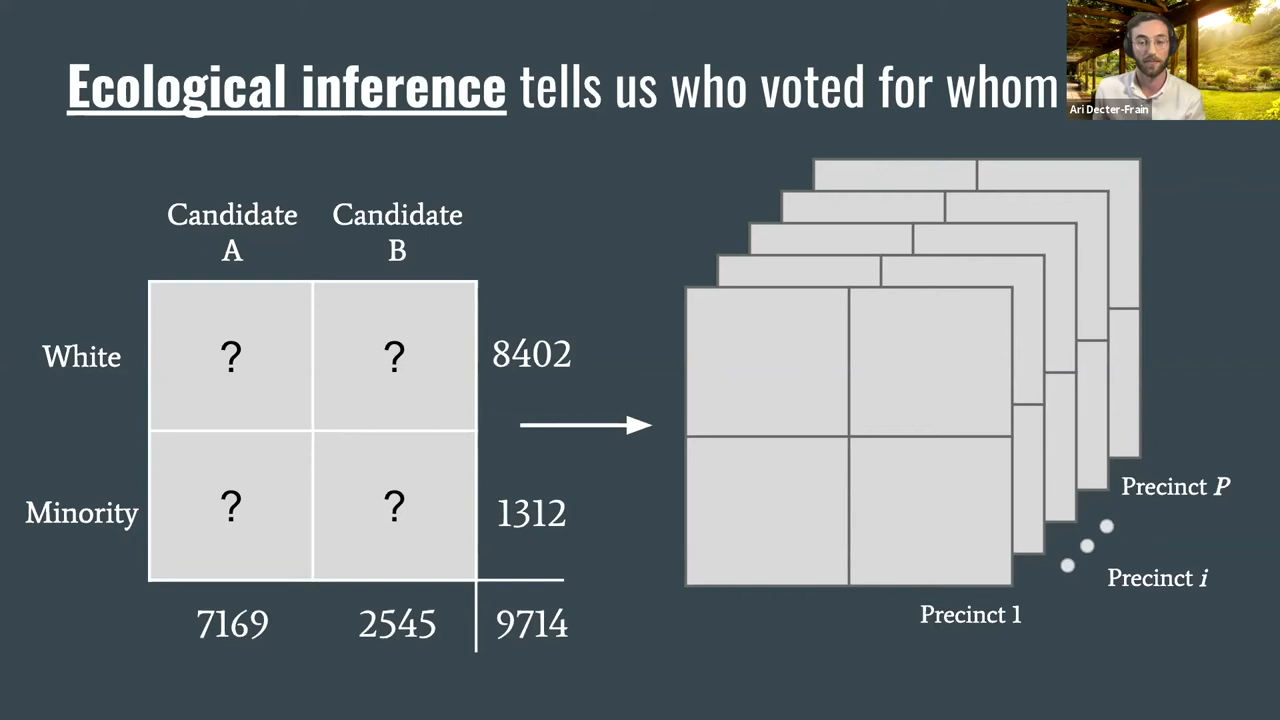 Ecological inference tells us who voted for whom
Ari Decter-Frain
Candidate A
Candidate B
White
?
?
8402
Minority
?
?
1312
7169
2545
9714
Precinct P
Precinct i
Precinct 1